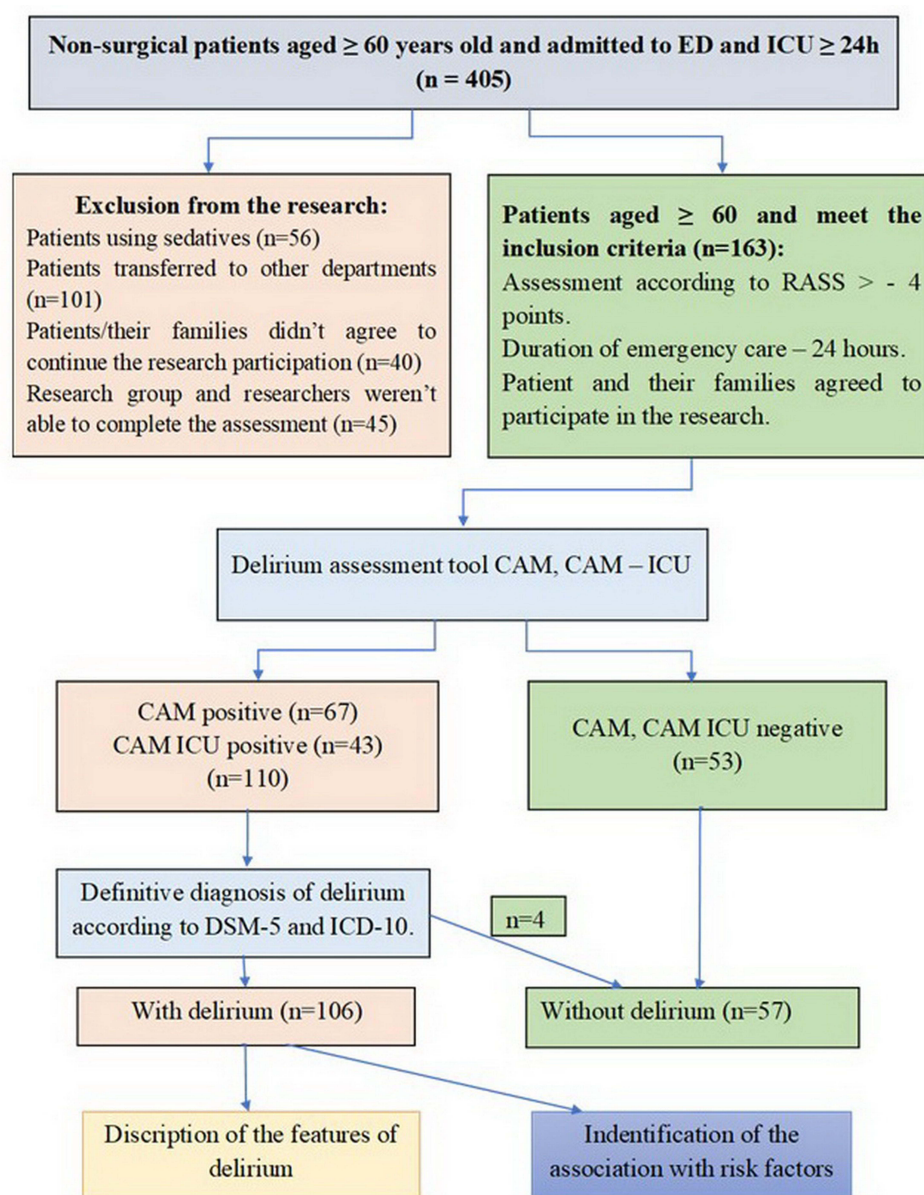 Non-surgical patients aged ≥ 60 years old and admitted to ED and ICU ≥ 24h
(n = 405)
Exclusion from the research:
Patients using sedatives (n=56)
Patients transferred to other departments
(n=101)
Patients/their families didn't agree to
continue the research participation (n=40)
Research group and researchers weren't
able to complete the assessment (n=45)
Patients aged ≥ 60 and meet the
inclusion criteria (n=163):
Assessment according to RASS > - 4
points.
Duration of emergency care – 24 hours.
Patient and their families agreed to
participate in the research.
Delirium assessment tool CAM, CAM – ICU
CAM positive (n=67)
CAM ICU positive (n=43)
(n=110)
CAM, CAM ICU negative
(n=53)
Definitive diagnosis of delirium
according to DSM-5 and ICD-10.
n=4
With delirium (n=106)
Without delirium (n=57)
Discription of the features of
delirium
Indentification of the
association with risk factors